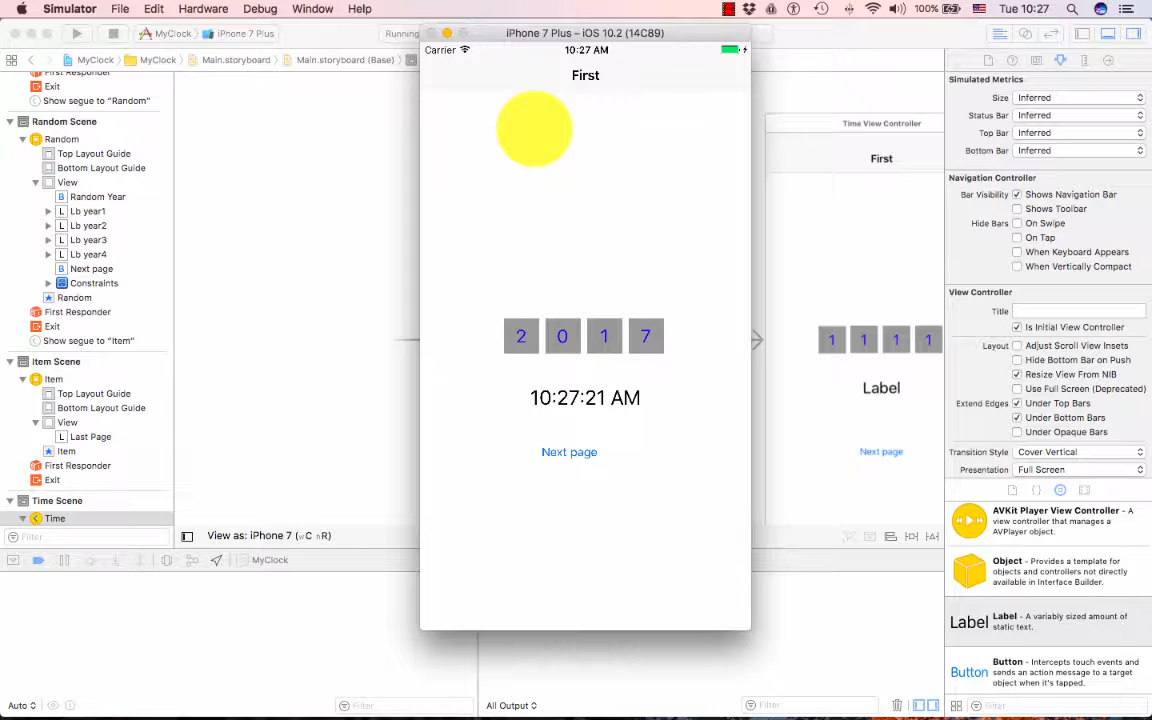 Simulator File Edit Hardware Debug Window Help 100% Tue 10:27
MyClock iPhone 7 Plus Running
iPhone 7 Plus – iOS 10.2 (14C89)
MyClock MyClock Main.storyboard Main.storyboard (Base)
First Responder
Exit
Show segue to "Random"
Random Scene
Random
Top Layout Guide
Bottom Layout Guide
View
B Random Year
L Lb year1
L Lb year2
L Lb year3
L Lb year4
B Next page
Constraints
Random
First Responder
Exit
Show segue to "Item"
Item Scene
Item
Top Layout Guide
Bottom Layout Guide
View
L Last Page
Item
First Responder
Exit
Time Scene
Time
Filter
Carrier 10:27 AM
First
2 0 1 7
10:27:21 AM
Next page
Time View Controller
First
1 1 1 1
Label
Next page
View as: iPhone 7 (wC hR)
MyClock
Auto
Filter
All Output
Filter
Simulated Metrics
Size Inferred
Status Bar Inferred
Top Bar Inferred
Bottom Bar Inferred
Navigation Controller
Bar Visibility Shows Navigation Bar
Shows Toolbar
Hide Bars On Swipe
On Tap
When Keyboard Appears
When Vertically Compact
View Controller
Title
Is Initial View Controller
Layout Adjust Scroll View Insets
Hide Bottom Bar on Push
Resize View From NIB
Use Full Screen (Deprecated)
Extend Edges Under Top Bars
Under Bottom Bars
Under Opaque Bars
Transition Style Cover Vertical
Presentation Full Screen
AVKit Player View Controller - A
view controller that manages a
AVPlayer object.
Object - Provides a template for
objects and controllers not directly
available in Interface Builder.
Label Label - A variably sized amount of
static text.
Button Button - Intercepts touch events and
sends an action message to a target
object when it's tapped.
Filter